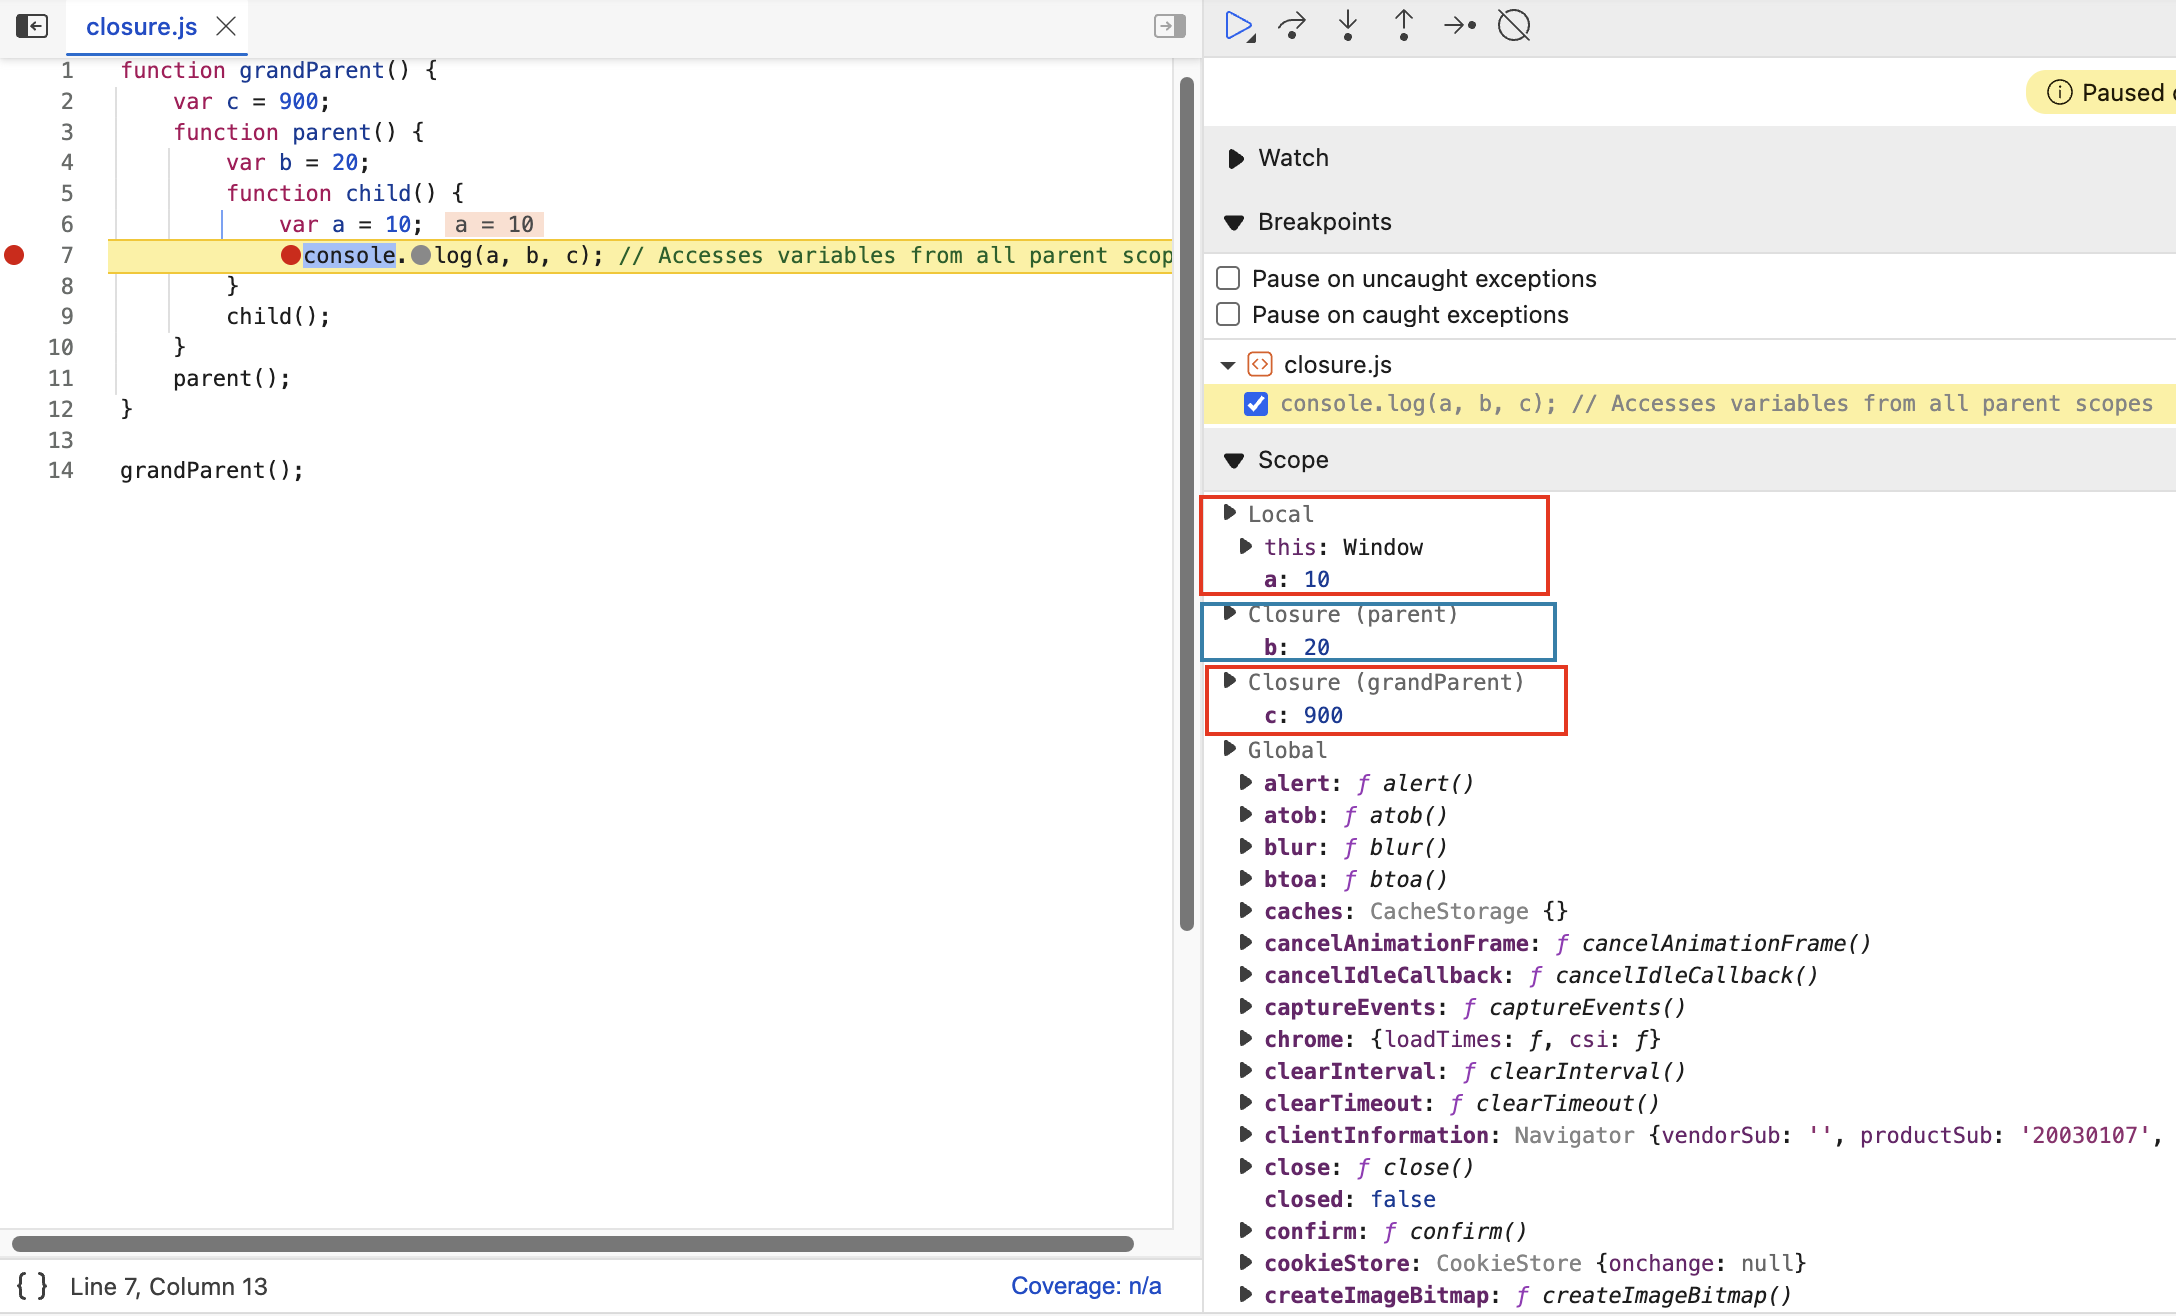 closure.js
1 function grandParent() {
2 var c = 900;
3 function parent() {
4 var b = 20;
5 function child() {
6 var a = 10; a = 10
7 console.log(a, b, c); // Accesses variables from all parent scop
8 }
9 child();
10 }
11 parent();
12 }
13
14 grandParent();
{ } Line 7, Column 13
Coverage: n/a
Paused
Watch
Breakpoints
Pause on uncaught exceptions
Pause on caught exceptions
closure.js
console.log(a, b, c); // Accesses variables from all parent scopes
Scope
Local
this: Window
a: 10
Closure (parent)
b: 20
Closure (grandParent)
c: 900
Global
alert: ƒ alert()
atob: ƒ atob()
blur: ƒ blur()
btoa: ƒ btoa()
caches: CacheStorage {}
cancelAnimationFrame: ƒ cancelAnimationFrame()
cancelIdleCallback: ƒ cancelIdleCallback()
captureEvents: ƒ captureEvents()
chrome: {loadTimes: ƒ, csi: ƒ}
clearInterval: ƒ clearInterval()
clearTimeout: ƒ clearTimeout()
clientInformation: Navigator {vendorSub: '', productSub: '20030107',
close: ƒ close()
closed: false
confirm: ƒ confirm()
cookieStore: CookieStore {onchange: null}
createImageBitmap: ƒ createImageBitmap()